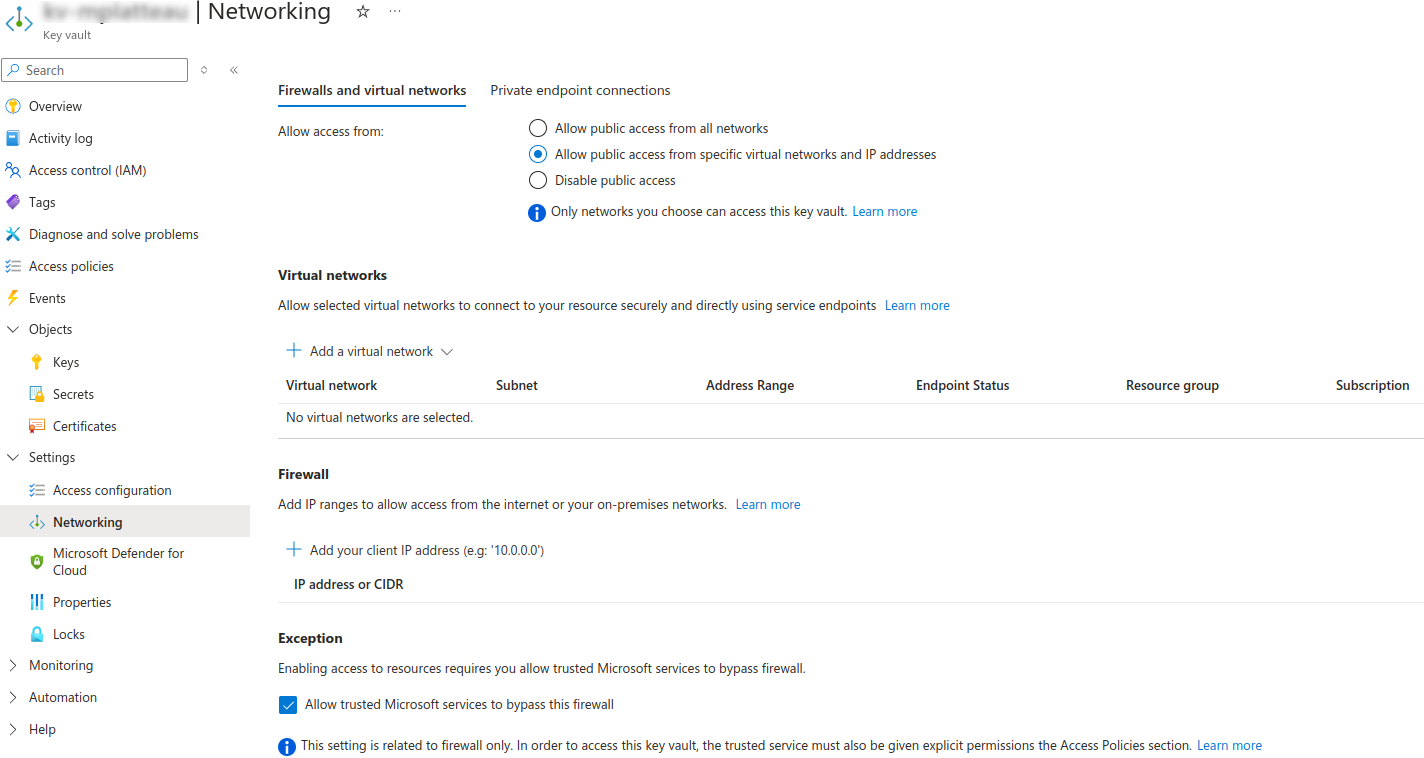 | Networking
Key vault
Search
Overview
Activity log
Access control (IAM)
Tags
Diagnose and solve problems
Access policies
Events
Objects
Keys
Secrets
Certificates
Settings
Access configuration
Networking
Microsoft Defender for
Cloud
Properties
Locks
Monitoring
Automation
Help
Firewalls and virtual networks Private endpoint connections
Allow access from:
Allow public access from all networks
Allow public access from specific virtual networks and IP addresses
Disable public access
Only networks you choose can access this key vault. Learn more
Virtual networks
Allow selected virtual networks to connect to your resource securely and directly using service endpoints Learn more
Add a virtual network
Virtual network Subnet Address Range Endpoint Status Resource group Subscription
No virtual networks are selected.
Firewall
Add IP ranges to allow access from the internet or your on-premises networks. Learn more
Add your client IP address (e.g: '10.0.0.0')
IP address or CIDR
Exception
Enabling access to resources requires you allow trusted Microsoft services to bypass firewall.
Allow trusted Microsoft services to bypass this firewall
This setting is related to firewall only. In order to access this key vault, the trusted service must also be given explicit permissions the Access Policies section. Learn more